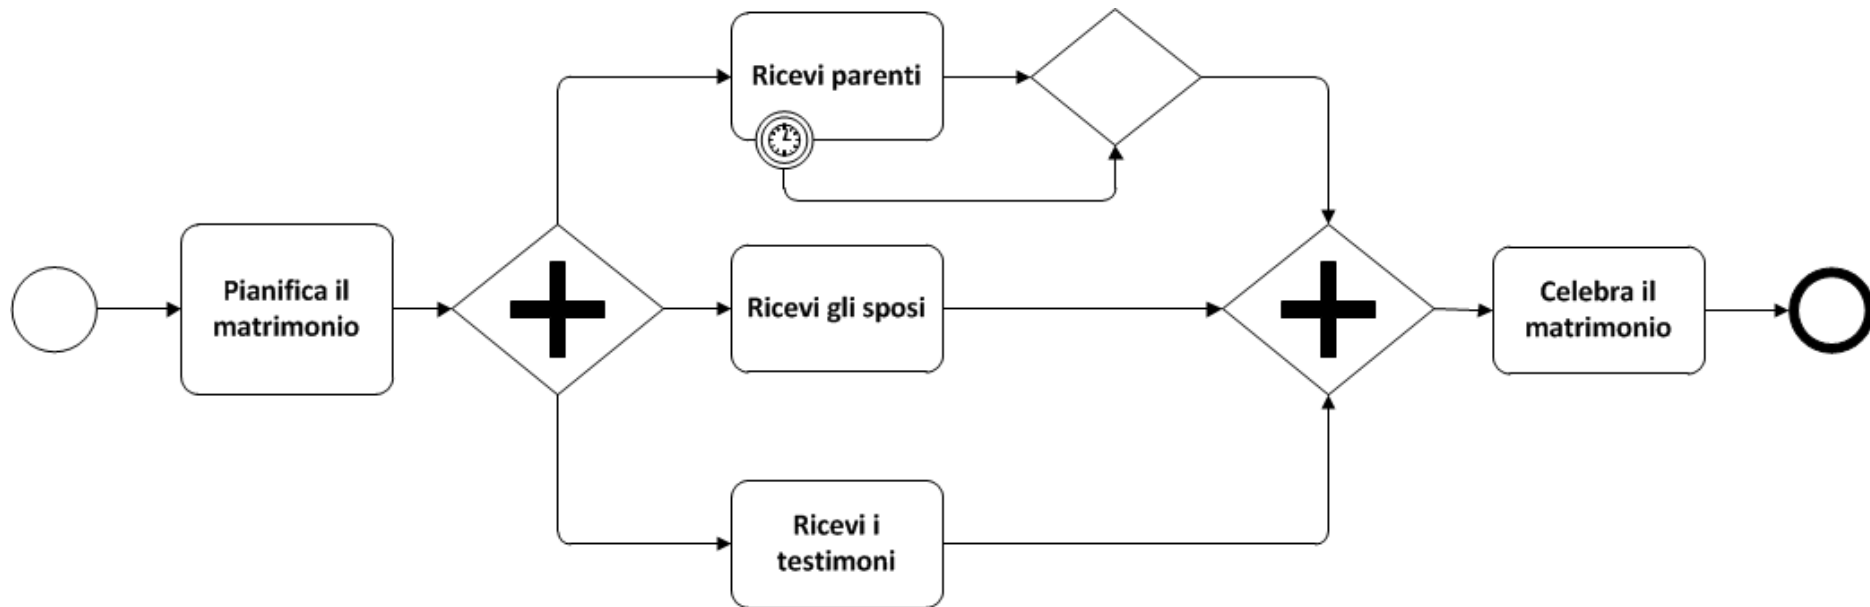 Ricevi parenti
Pianifica il
matrimonio
Ricevi gli sposi
Celebra il
matrimonio
Ricevi i
testimoni